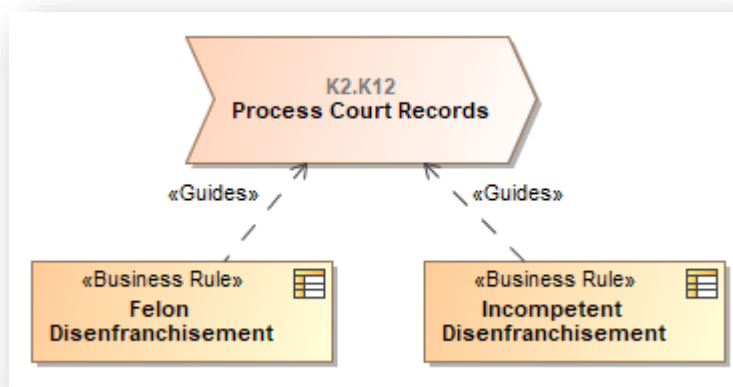 K2.K12
Process Court Records
«Guides»
«Guides»
«Business Rule»
Felon
Disenfranchisement
«Business Rule»
Incompetent
Disenfranchisement